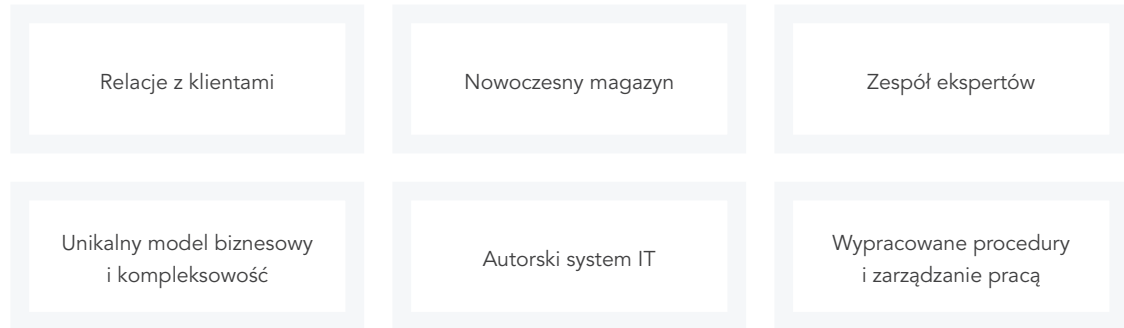 Relacje z klientami
Nowoczesny magazyn
Zespół ekspertów
Unikalny model biznesowy
i kompleksowość
Autorski system IT
Wypracowane procedury
i zarządzanie pracą